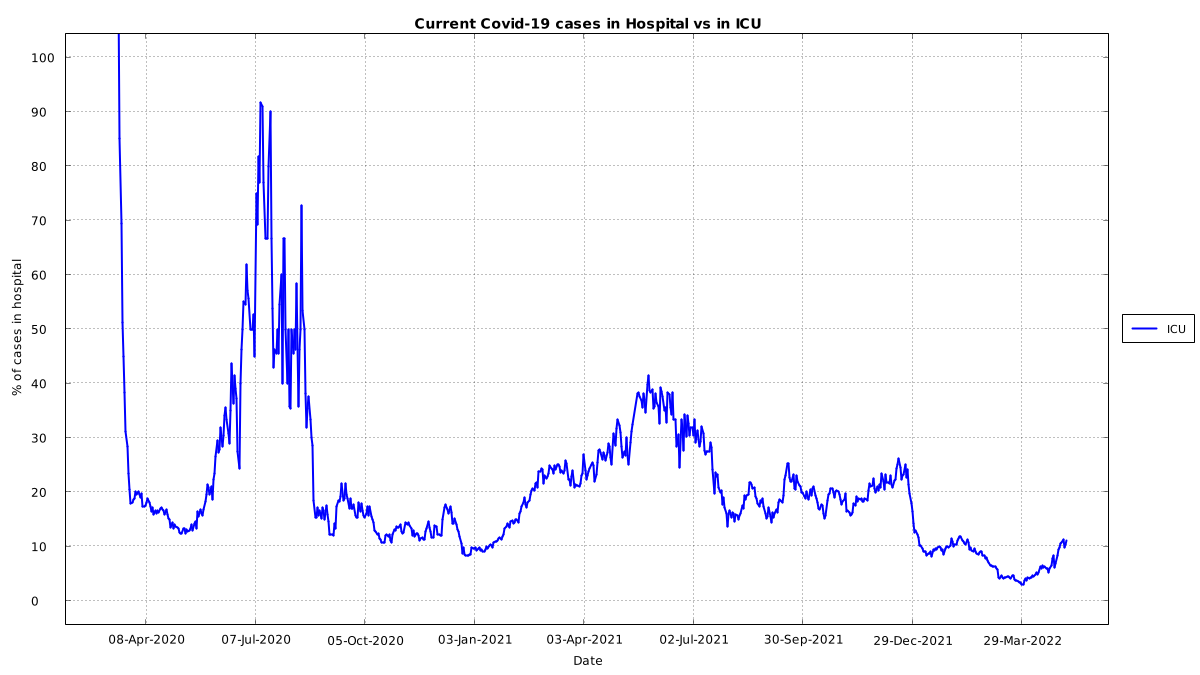 Current Covid-19 cases in Hospital vs in ICU
% of cases in hospital
100
90
80
70
60
50
40
30
20
10
0
ICU
08-Apr-2020 07-Jul-2020 05-Oct-2020 03-Jan-2021 03-Apr-2021 02-Jul-2021 30-Sep-2021 29-Dec-2021 29-Mar-2022
Date